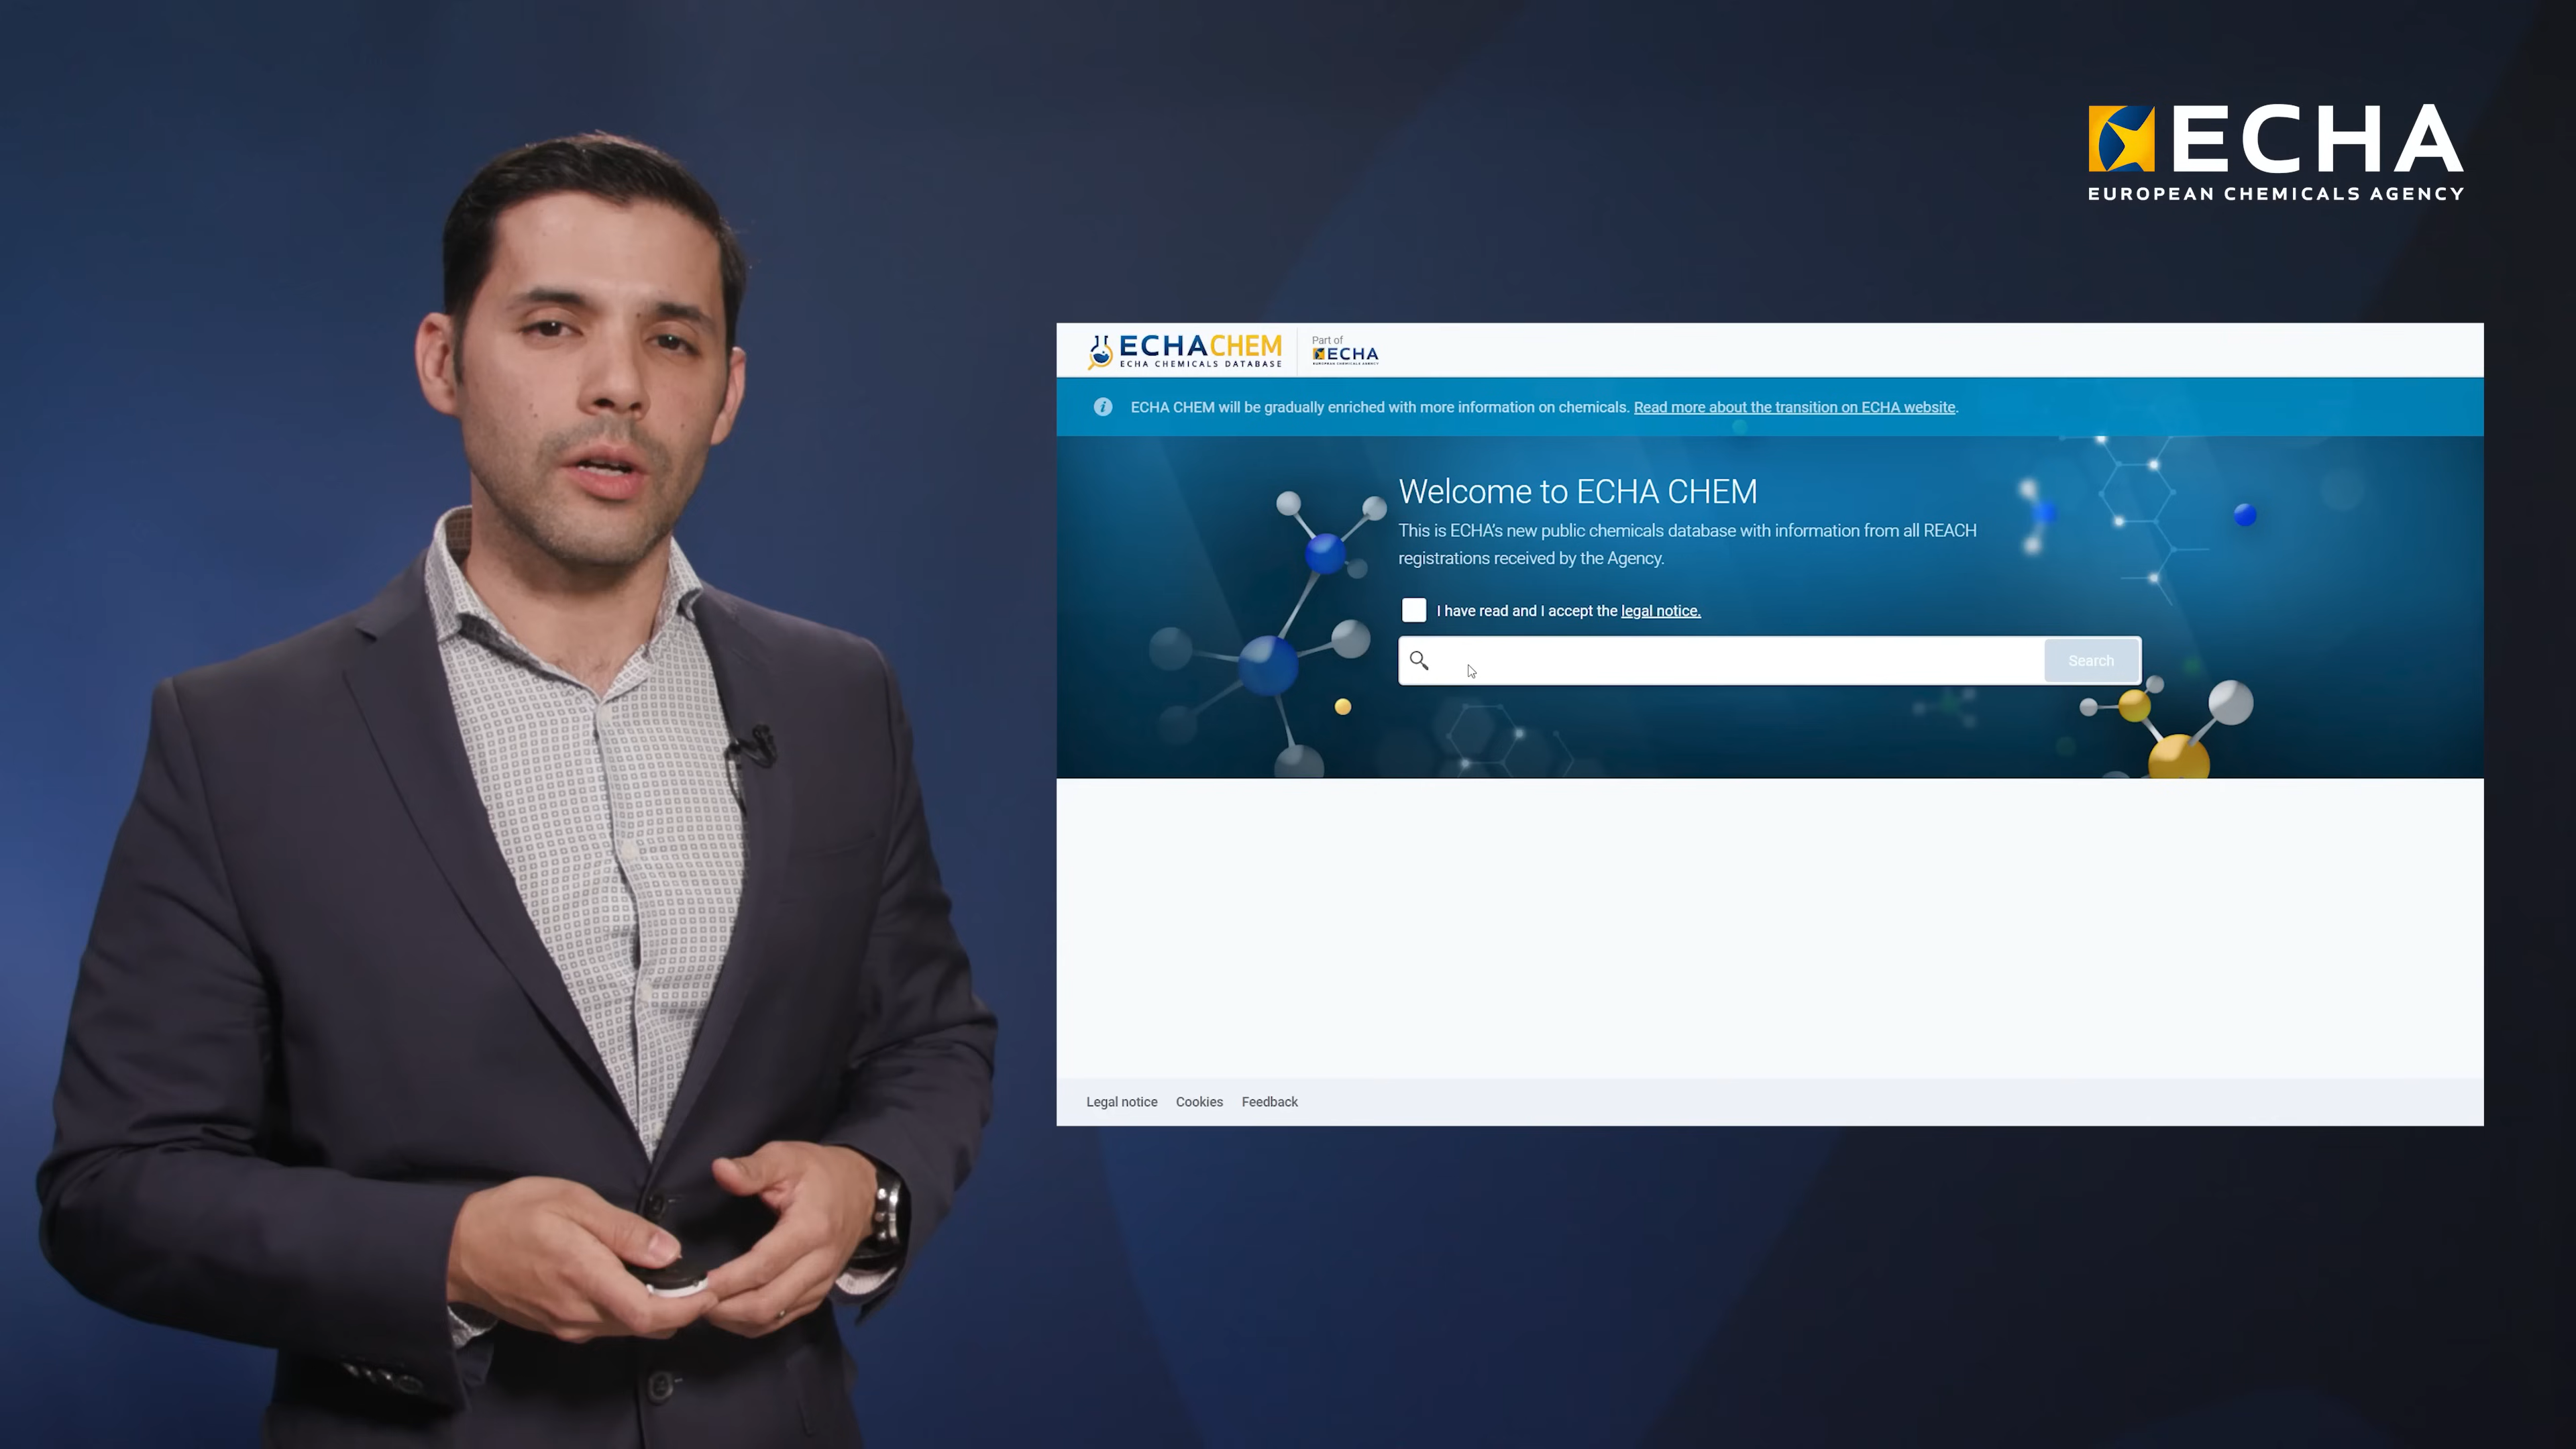 ECHA
EUROPEAN CHEMICALS AGENCY
ECHACHEM
ECHA CHEMICALS DATABASE
Part of
ECHA
EUROPEAN CHEMICALS AGENCY
ECHA CHEM will be gradually enriched with more information on chemicals. Read more about the transition on ECHA website.
Welcome to ECHA CHEM
This is ECHA's new public chemicals database with information from all REACH
registrations received by the Agency.
I have read and I accept the legal notice.
Search
Legal notice Cookies Feedback